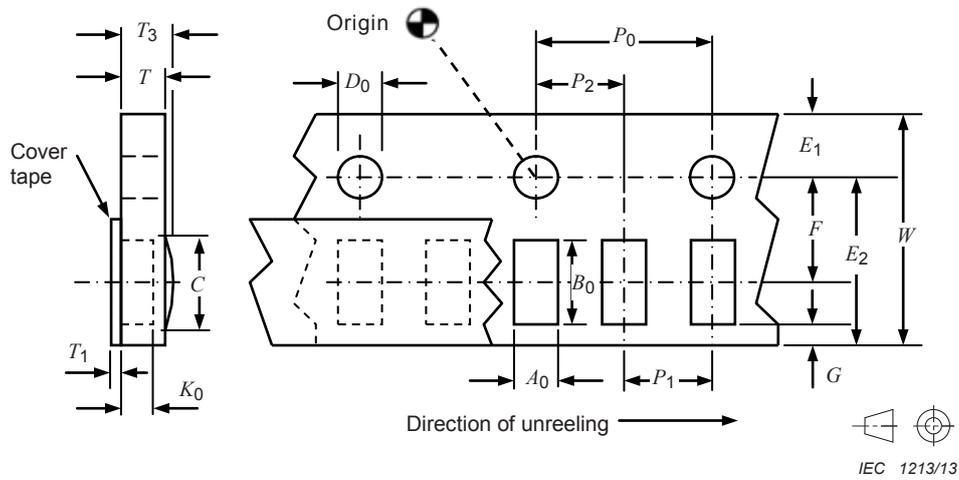 T3
Origin
P0
T
D0
P2
E1
Cover
tape
F
W
E2
C
B0
T1
K0
A0
P1
G
Direction of unreeling
IEC 1213/13